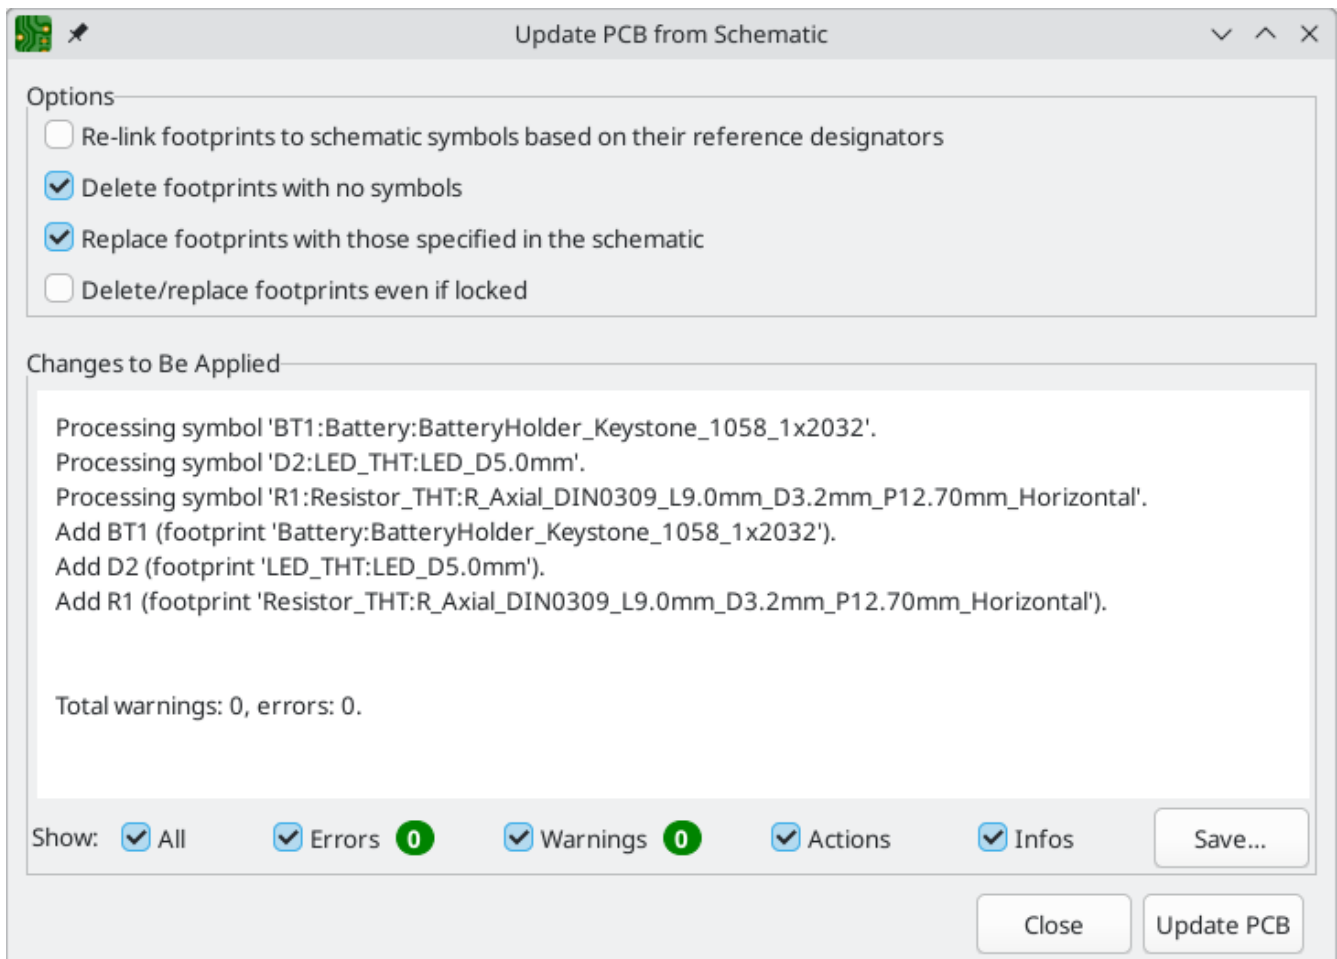 Update PCB from Schematic
Options
Re-link footprints to schematic symbols based on their reference designators
Delete footprints with no symbols
Replace footprints with those specified in the schematic
Delete/replace footprints even if locked
Changes to Be Applied
Processing symbol 'BT1:Battery:BatteryHolder_Keystone_1058_1x2032'.
Processing symbol 'D2:LED_THT:LED_D5.0mm'.
Processing symbol 'R1:Resistor_THT:R_Axial_DIN0309_L9.0mm_D3.2mm_P12.70mm_Horizontal'.
Add BT1 (footprint 'Battery:BatteryHolder_Keystone_1058_1x2032').
Add D2 (footprint 'LED_THT:LED_D5.0mm').
Add R1 (footprint 'Resistor_THT:R_Axial_DIN0309_L9.0mm_D3.2mm_P12.70mm_Horizontal').
Total warnings: 0, errors: 0.
Show: All Errors 0 Warnings 0 Actions Infos Save...
Close Update PCB